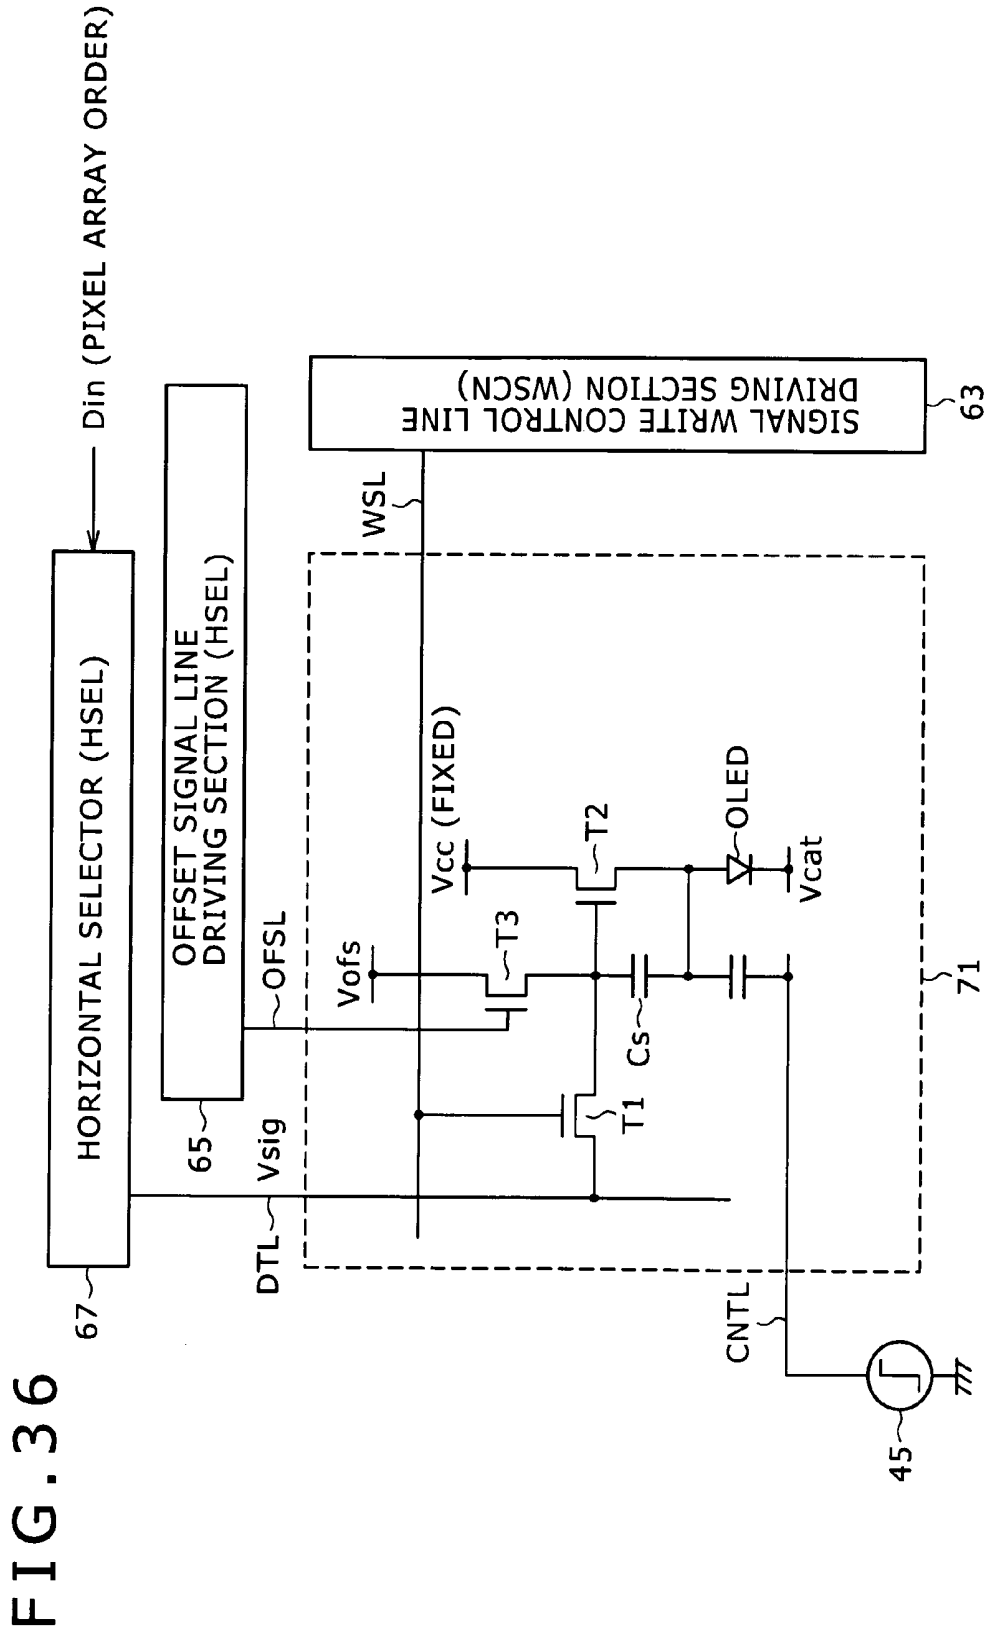 FIG.36
67
HORIZONTAL SELECTOR (HSEL)
Din (PIXEL ARRAY ORDER)
65
OFFSET SIGNAL LINE
DRIVING SECTION (HSEL)
DTL
Vsig
OFSL
WSL
SIGNAL WRITE CONTROL LINE
DRIVING SECTION (WSCN)
63
Vofs
Vcc (FIXED)
T3
T2
T1
Cs
OLED
Vcat
CNTL
45
71